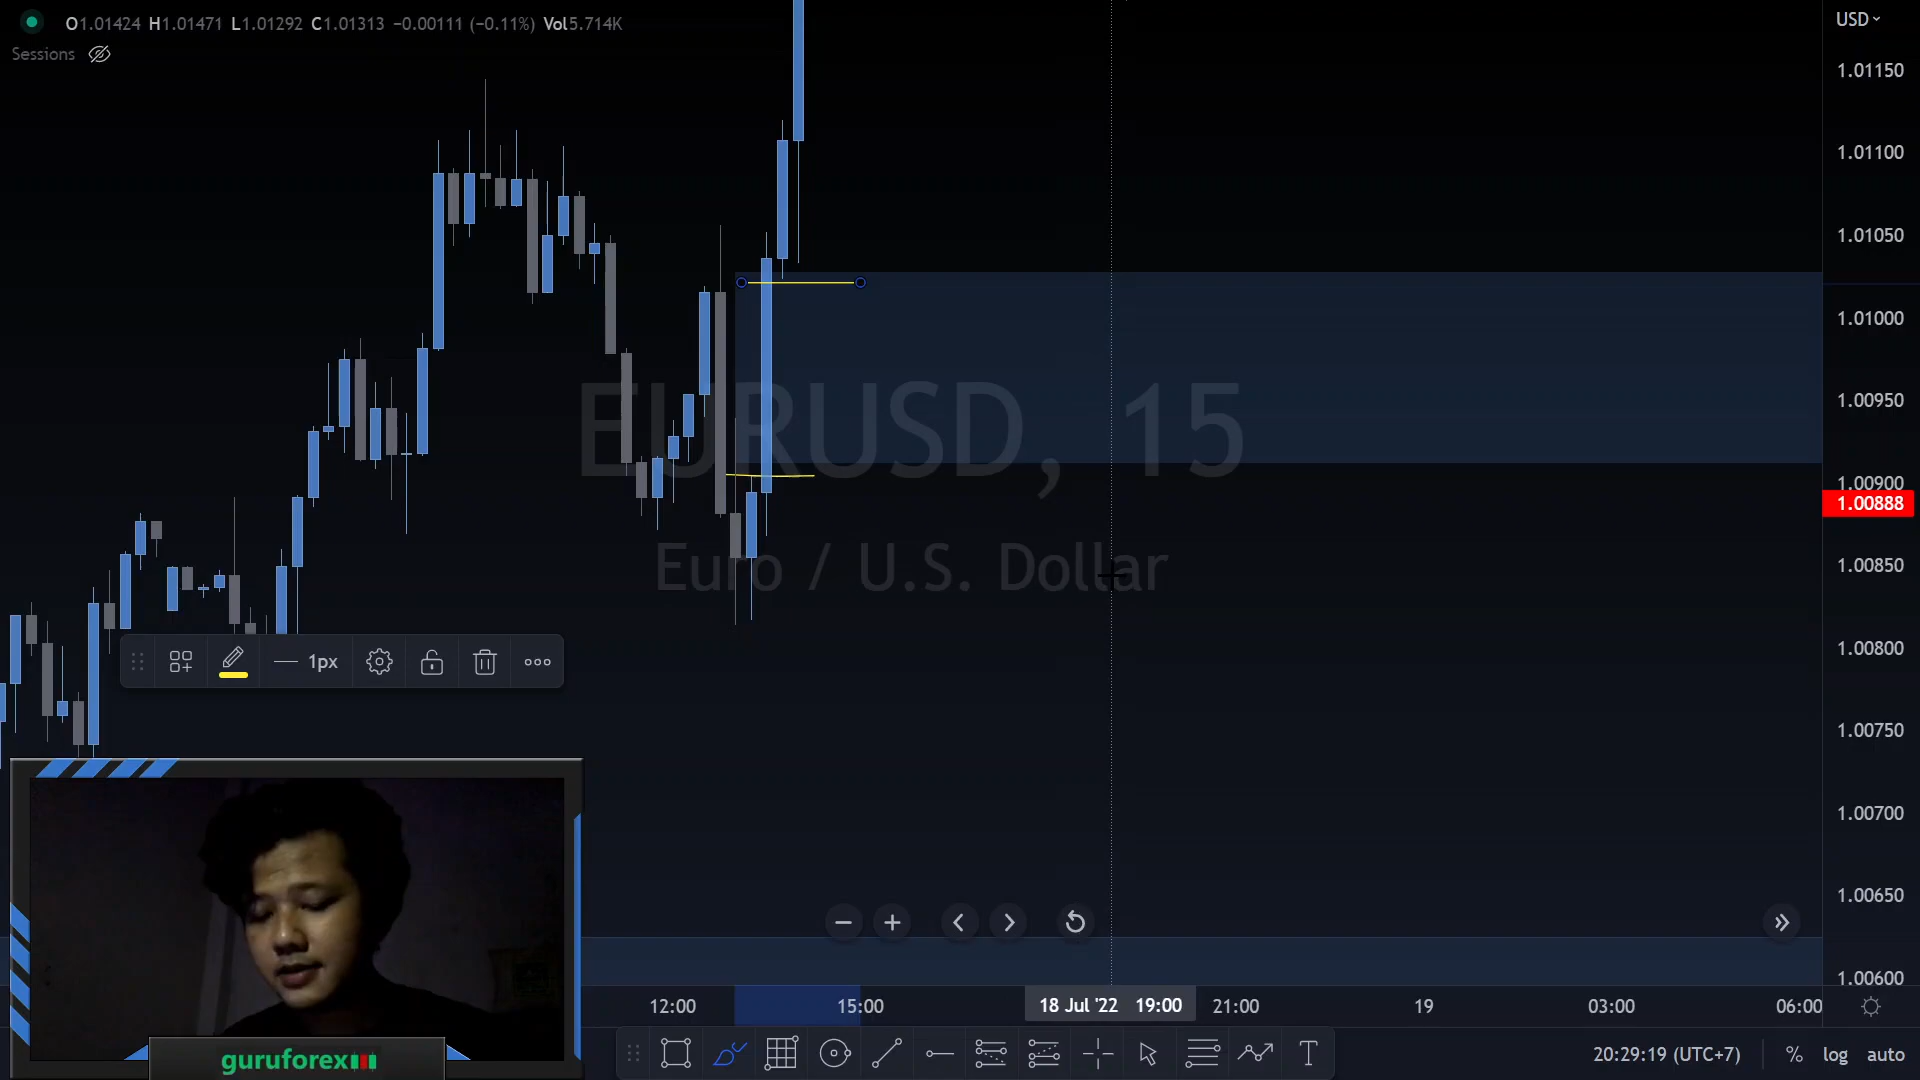 O1.01424 H1.01471 L1.01292 C1.01313 −0.00111 (−0.11%) Vol5.714K
USD
Sessions
1.01150
1.01100
1.01050
1.01000
1.00950
1.00900
1.00888
1.00850
1.00800
1.00750
1.00700
1.00650
1.00600
EURUSD, 15
Euro / U.S. Dollar
1px
12:00
15:00
18 Jul '22 19:00
21:00
19
03:00
06:00
guruforex
T
20:29:19 (UTC+7)
%
log
auto